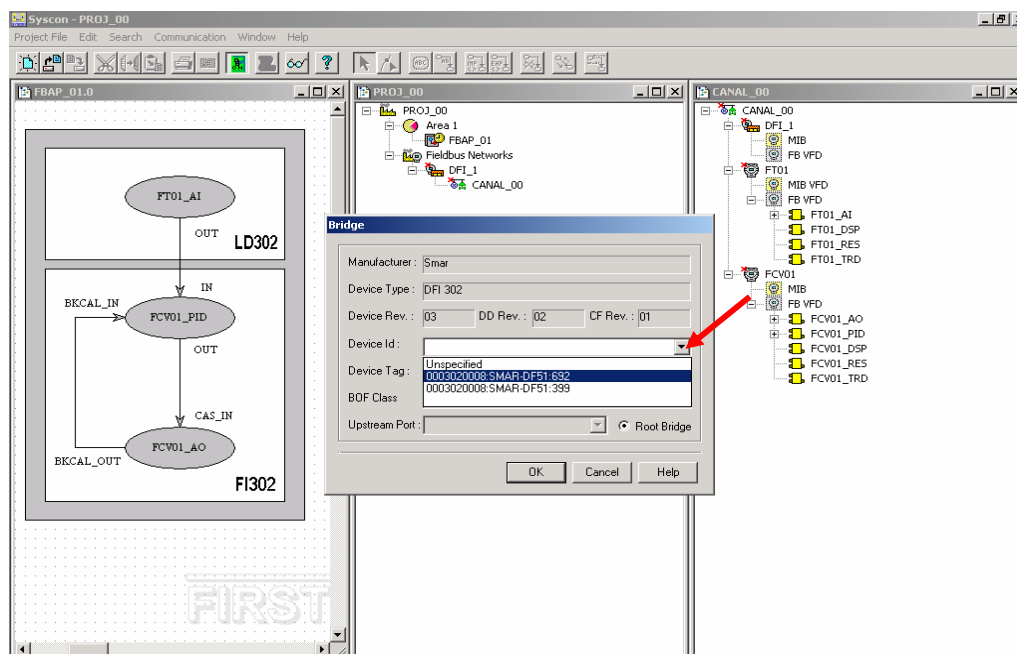 Syscon - PROJ_00
Project File Edit Search Communication Window Help
FBAP_01.0
FT01_AI
OUT
LD302
IN
BKCAL_IN
FCV01_PID
OUT
CAS_IN
FCV01_AO
BKCAL_OUT
FI302
FIRST
PROJ_00
PROJ_00
Area 1
FBAP_01
Fieldbus Networks
DFI_1
CANAL_00
Bridge
Manufacturer : Smar
Device Type : DFI 302
Device Rev. : 03 DD Rev. : 02 CF Rev. : 01
Device Id :
Unspecified
0003020008:SMAR-DF51:692
0003020008:SMAR-DF51:399
Device Tag :
BOF Class
Upstream Port : Root Bridge
OK Cancel Help
CANAL_00
CANAL_00
DFI_1
MIB
FB VFD
FT01
MIB VFD
FB VFD
FT01_AI
FT01_DSP
FT01_RES
FT01_TRD
FCV01
MIB
FB VFD
FCV01_AO
FCV01_PID
FCV01_DSP
FCV01_RES
FCV01_TRD